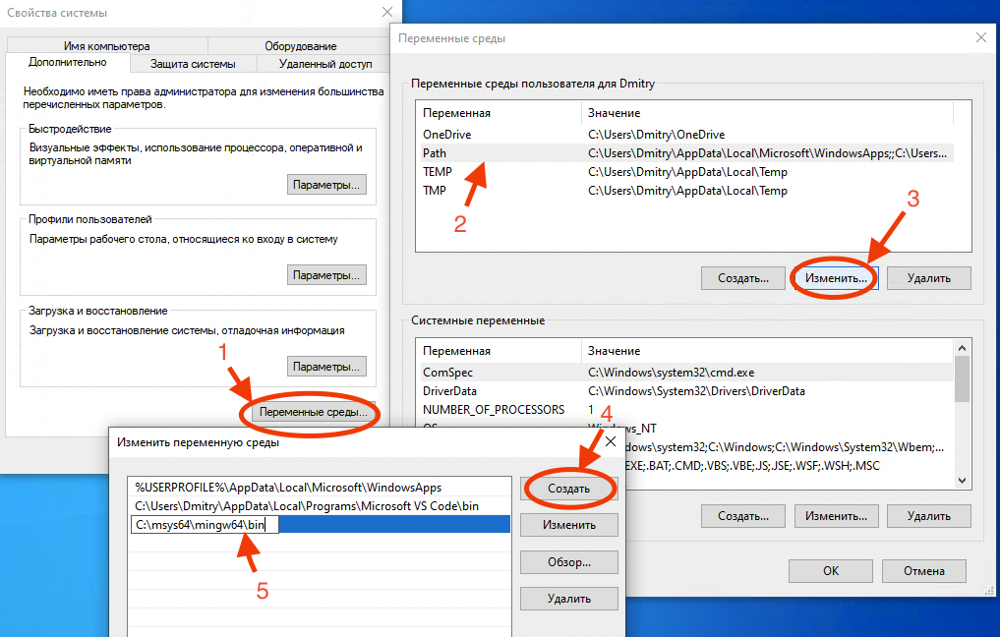 Свойства системы
Имя компьютера
Оборудование
Дополнительно
Защита системы
Удаленный доступ
Необходимо иметь права администратора для изменения большинства
перечисленных параметров.
Быстродействие
Визуальные эффекты, использование процессора, оперативной и
виртуальной памяти
Параметры...
Профили пользователей
Параметры рабочего стола, относящиеся ко входу в систему
Параметры...
Загрузка и восстановление
Загрузка и восстановление системы, отладочная информация
1
Параметры...
Переменные среды...
Переменные среды
Переменные среды пользователя для Dmitry
Переменная Значение
OneDrive C:\Users\Dmitry\OneDrive
Path C:\Users\Dmitry\AppData\Local\Microsoft\WindowsApps;;C:\Users...
TEMP C:\Users\Dmitry\AppData\Local\Temp
TMP C:\Users\Dmitry\AppData\Local\Temp
2
3
Создать... Изменить... Удалить
Системные переменные
Переменная Значение
ComSpec C:\Windows\system32\cmd.exe
DriverData C:\Windows\System32\Drivers\DriverData
NUMBER_OF_PROCESSORS 1
_NT
dows\system32;C:\Windows;C:\Windows\System32\Wbem;...
EXE;.BAT;.CMD;.VBS;.VBE;.JS;.JSE;.WSF;.WSH;.MSC
Создать... Изменить... Удалить
OK Отмена
Изменить переменную среды
4
%USERPROFILE%\AppData\Local\Microsoft\WindowsApps
C:\Users\Dmitry\AppData\Local\Programs\Microsoft VS Code\bin
C:\msys64\mingw64\bin
5
Создать
Изменить
Обзор...
Удалить